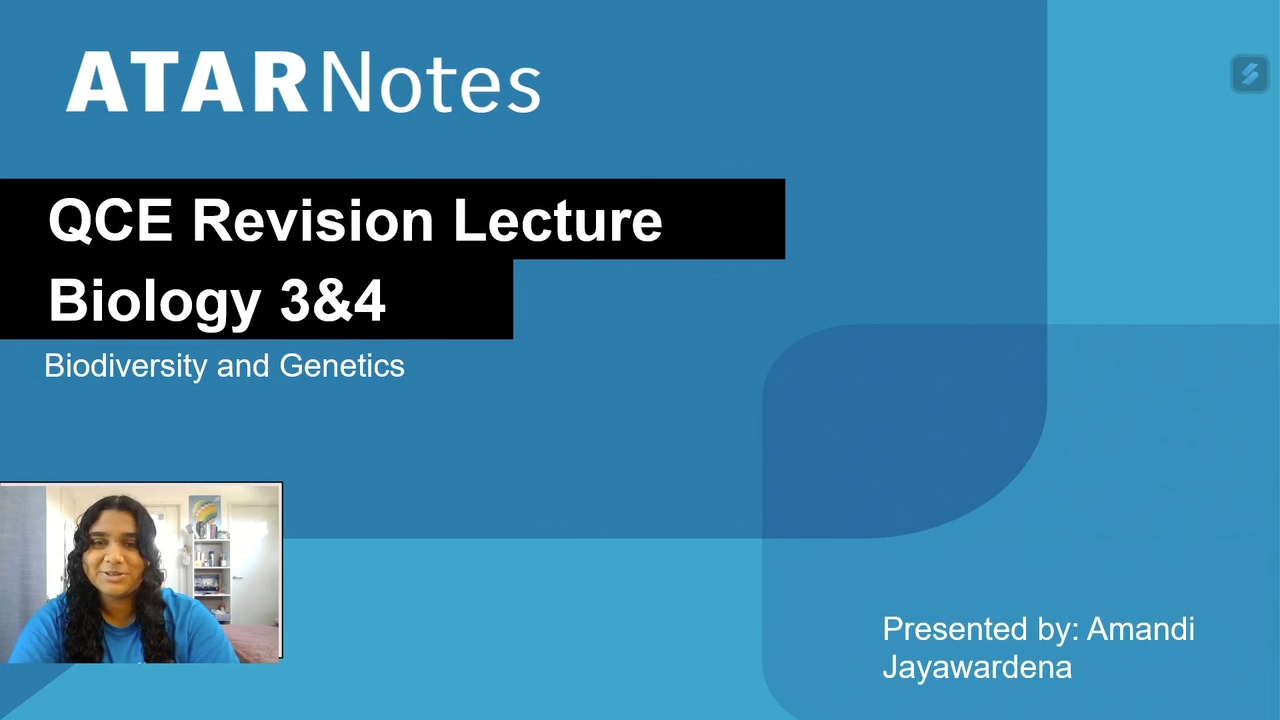 ATARNotes
QCE Revision Lecture
Biology 3&4
Biodiversity and Genetics
Presented by: Amandi
Jayawardena